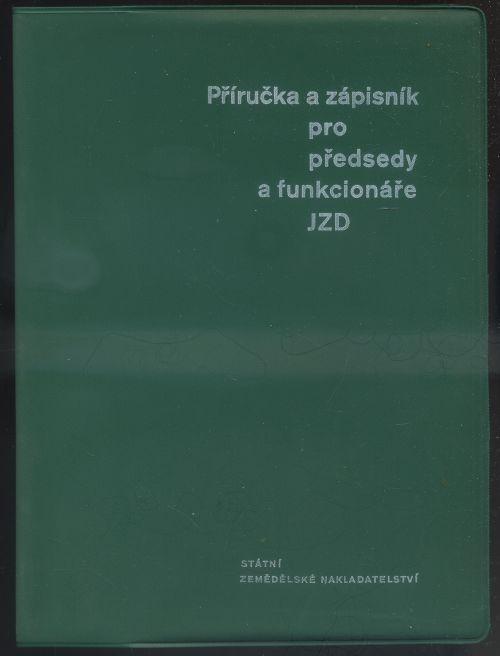 Příručka a zápisník
pro
předsedy
a funkcionáře
JZD
STÁTNÍ
ZEMĚDĚLSKÉ NAKLADATELSTVÍ